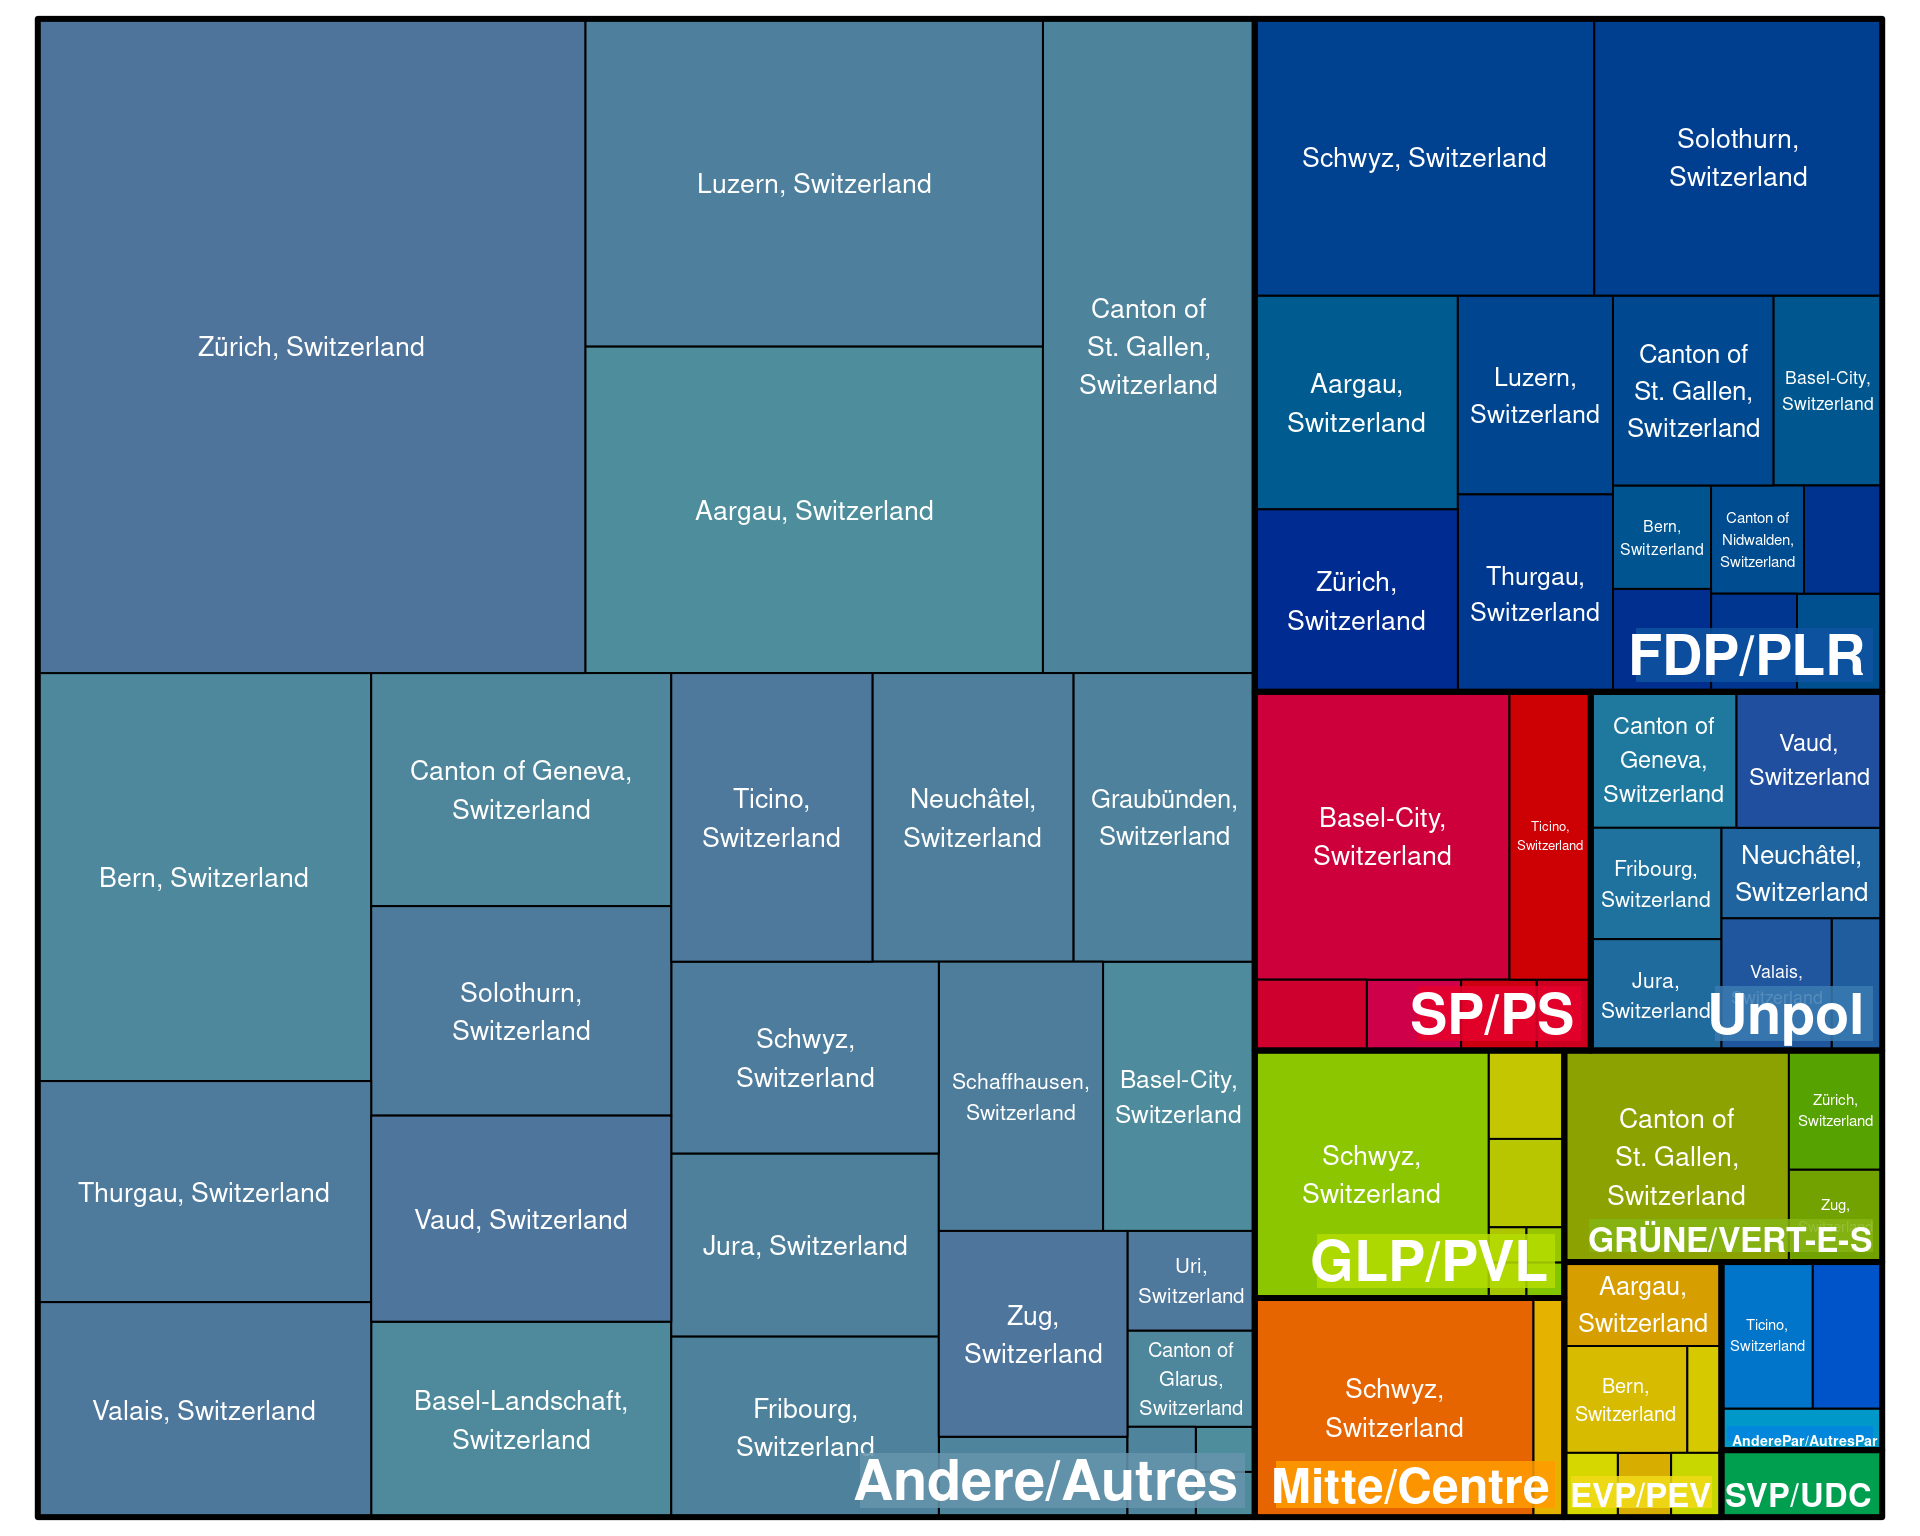 Zürich, Switzerland
Luzern, Switzerland
Aargau, Switzerland
Canton of
St. Gallen,
Switzerland
Bern, Switzerland
Thurgau, Switzerland
Valais, Switzerland
Canton of Geneva,
Switzerland
Solothurn,
Switzerland
Vaud, Switzerland
Basel-Landschaft,
Switzerland
Ticino,
Switzerland
Neuchâtel,
Switzerland
Graubünden,
Switzerland
Schwyz,
Switzerland
Jura, Switzerland
Fribourg,
Switzerland
Schaffhausen,
Switzerland
Basel-City,
Switzerland
Zug,
Switzerland
Uri,
Switzerland
Canton of
Glarus,
Switzerland
Andere/Autres
Schwyz, Switzerland
Solothurn,
Switzerland
Aargau,
Switzerland
Zürich,
Switzerland
Luzern,
Switzerland
Thurgau,
Switzerland
Canton of
St. Gallen,
Switzerland
Basel-City,
Switzerland
Bern,
Switzerland
Canton of
Nidwalden,
Switzerland
FDP/PLR
Basel-City,
Switzerland
Ticino,
Switzerland
SP/PS
Canton of
Geneva,
Switzerland
Vaud,
Switzerland
Fribourg,
Switzerland
Neuchâtel,
Switzerland
Jura,
Switzerland
Valais,
Switzerland
Unpol
Schwyz,
Switzerland
GLP/PVL
Canton of
St. Gallen,
Switzerland
Zürich,
Switzerland
Zug,
Switzerland
GRÜNE/VERT-E-S
Schwyz,
Switzerland
Mitte/Centre
Aargau,
Switzerland
Bern,
Switzerland
EVP/PEV
Ticino,
Switzerland
AnderePar/AutresPar
SVP/UDC